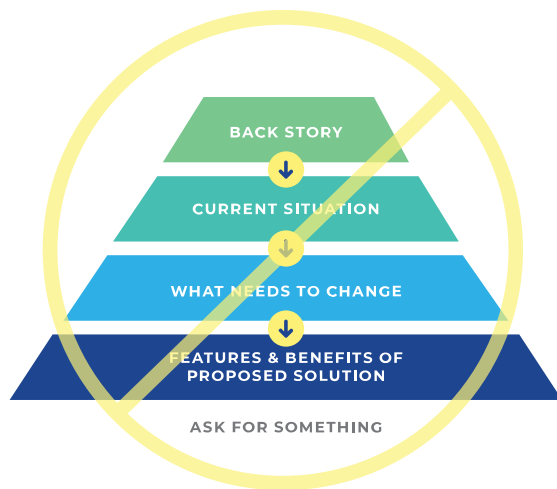 BACK STORY
CURRENT SITUATION
WHAT NEEDS TO CHANGE
FEATURES & BENEFITS OF
PROPOSED SOLUTION
ASK FOR SOMETHING